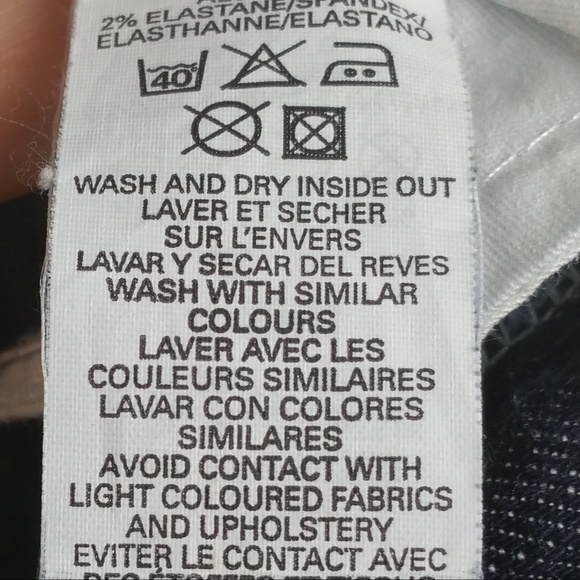 2% ELASTANE/SPANDEX/
ELASTHANNE/ELASTANO
40°
WASH AND DRY INSIDE OUT
LAVER ET SECHER
SUR L'ENVERS
LAVAR Y SECAR DEL REVES
WASH WITH SIMILAR
COLOURS
LAVER AVEC LES
COULEURS SIMILAIRES
LAVAR CON COLORES
SIMILARES
AVOID CONTACT WITH
LIGHT COLOURED FABRICS
AND UPHOLSTERY
EVITER LE CONTACT AVEC